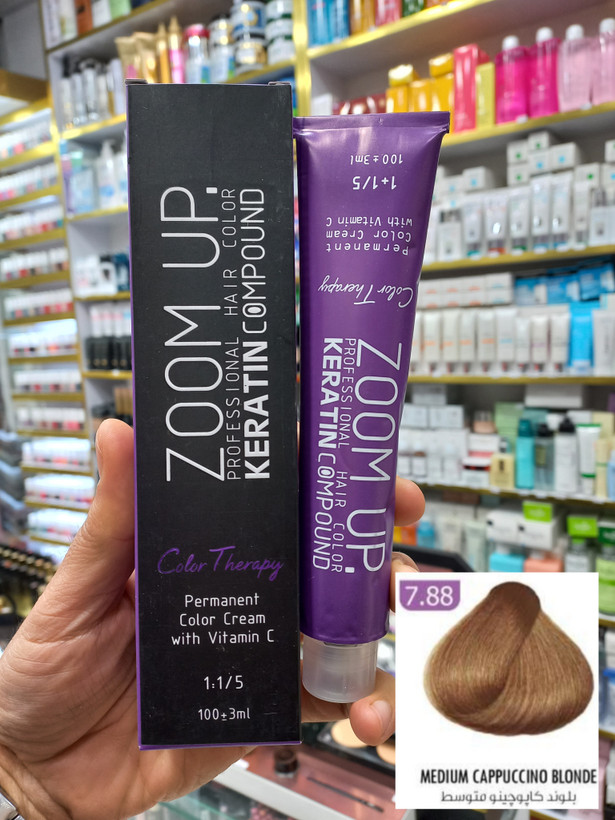 ZOOM UP.
PROFESSIONAL HAIR COLOR
KERATIN COMPOUND
Color Therapy
Permanent
Color Cream
with Vitamin C
1:1/5
100±3ml
ZOOM UP.
PROFESSIONAL HAIR COLOR
KERATIN COMPOUND
Color Therapy
Permanent
Color Cream
with Vitamin C
1+1/5
100±3ml
7.88
MEDIUM CAPPUCCINO BLONDE
بلوند کاپوچینو متوسط